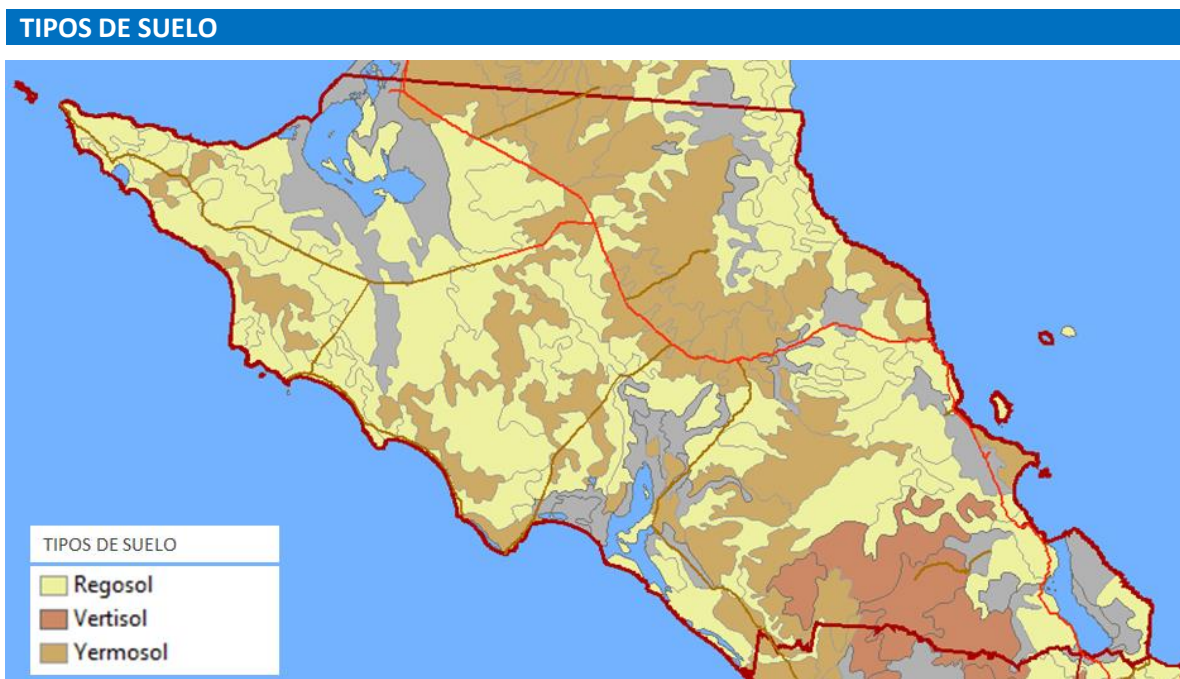 TIPOS DE SUELO
TIPOS DE SUELO
Regosol
Vertisol
Yermosol